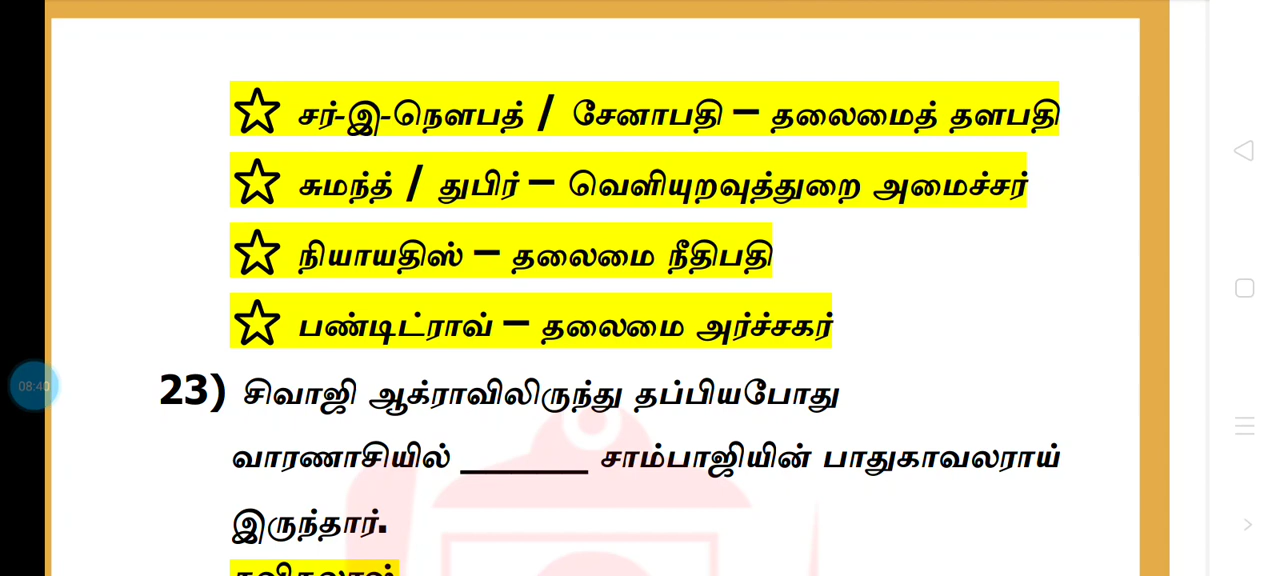 ☆ சர்-இ-நௌபத் / சேனாபதி – தலைமைத் தளபதி
☆ சுமந்த் / துபிர் – வெளியுறவுத்துறை அமைச்சர்
☆ நியாயதிஸ் – தலைமை நீதிபதி
☆ பண்டிட்ராவ் – தலைமை அர்ச்சகர்
08:40
23) சிவாஜி ஆக்ராவிலிருந்து தப்பியபோது
வாரணாசியில் ________ சாம்பாஜியின் பாதுகாவலராய்
இருந்தார்.